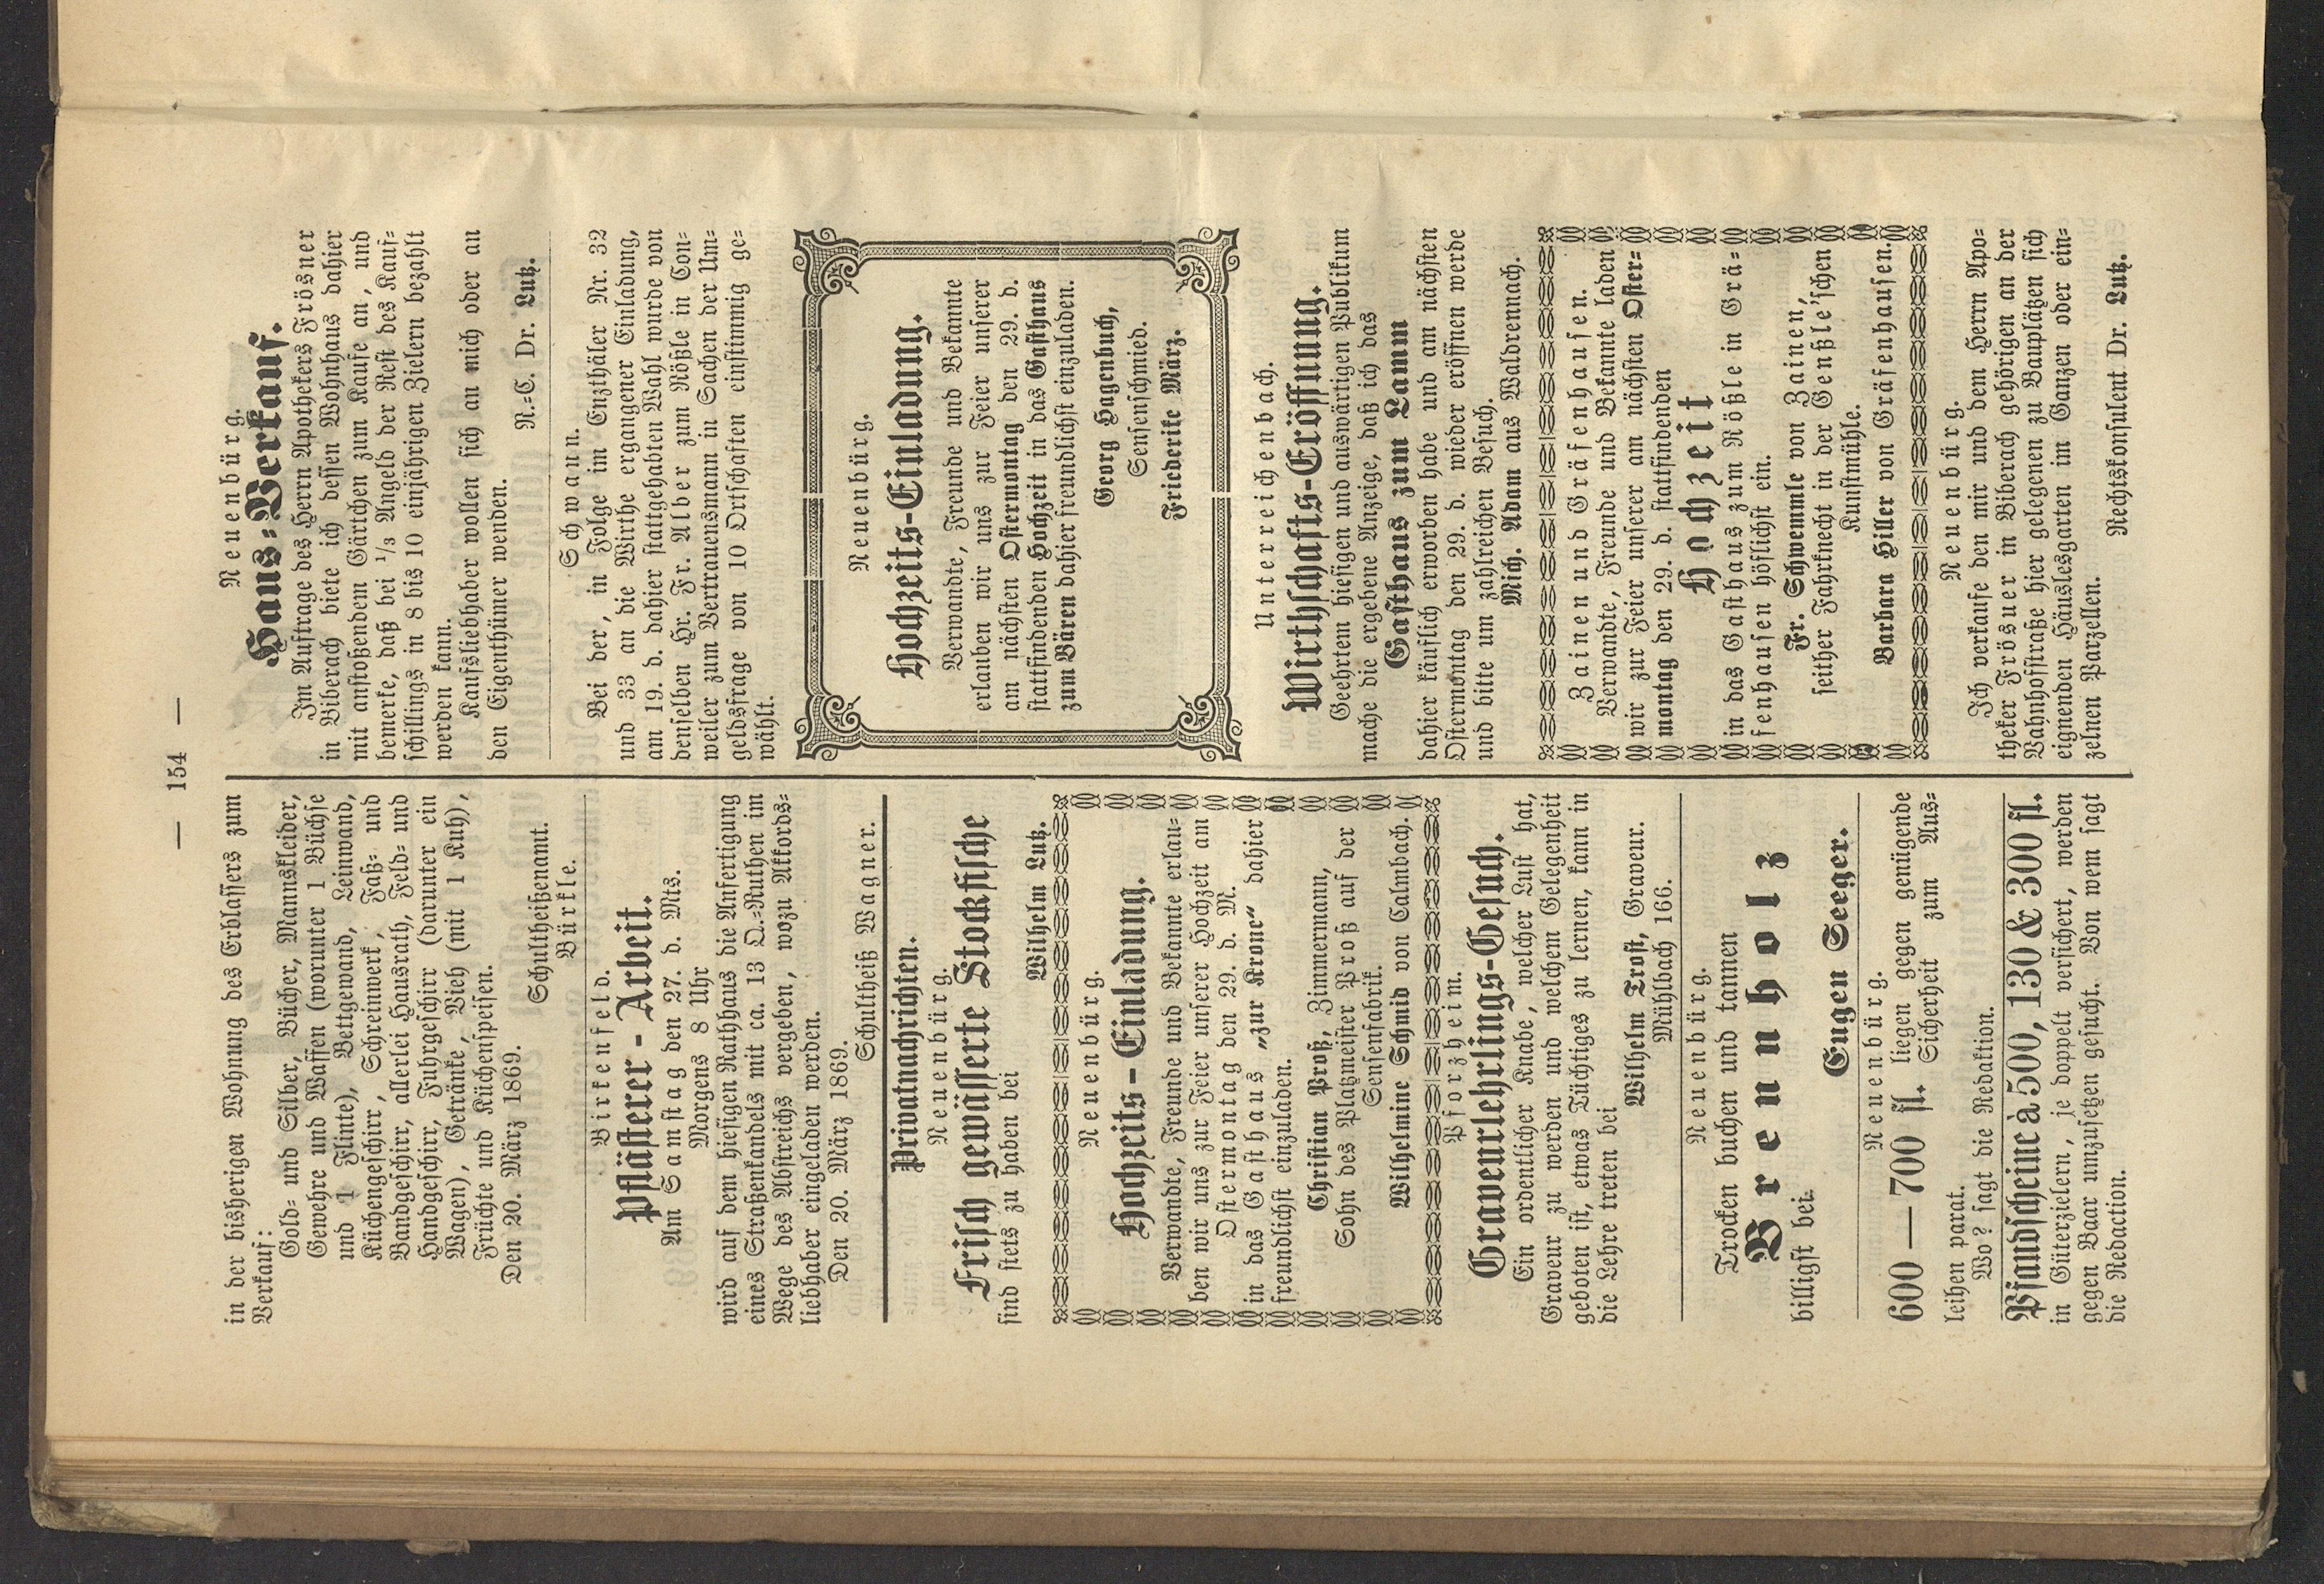 — 154 —
in der bisherigen Wohnung des Erblassers zum
Verkauf:
Gold- und Silber, Bücher, Mannskleider,
Gewehre und Waffen (worunter 1 Büchse
und 1 Flinte), Bettgewand, Leinwand,
Küchengeschirr, Schreinwerk, Faß- und
Bandgeschirr, allerlei Hausrath, Feld- und
Handgeschirr, Fuhrgeschirr (darunter ein
Wagen), Getränke, Vieh (mit 1 Kuh),
Früchte und Küchenspeisen.
Den 20. März 1869.
Schultheißenamt.
Bürkle.
Birkenfeld.
Pflästerer-Arbeit.
Am Samstag den 27. d. Mts.
Morgens 8 Uhr
wird auf dem hiesigen Rathhaus die Anfertigung
eines Straßenkandels mit ca. 13 Q.-Ruthen im
Wege des Abstreichs vergeben, wozu Akkords-
liebhaber eingeladen werden.
Den 20. März 1869.
Schultheiß Wagner.
Privatnachrichten.
Neuenbürg.
Frisch gewässerte Stockfische
sind stets zu haben bei
Wilhelm Lutz.
Neuenbürg.
Hochzeits-Einladung.
Verwandte, Freunde und Bekannte erlau-
ben wir uns zur Feier unserer Hochzeit am
Ostermontag den 29. d. M.
in das Gasthaus „zur Krone“ dahier
freundlichst einzuladen.
Christian Proß, Zimmermann,
Sohn des Platzmeister Proß auf der
Sensenfabrik.
Wilhelmine Schmid von Calmbach.
Pforzheim.
Graveurlehrlings-Gesuch.
Ein ordentlicher Knabe, welcher Lust hat,
Graveur zu werden und welchem Gelegenheit
geboten ist, etwas Tüchtiges zu lernen, kann in
die Lehre treten bei
Wilhelm Trost, Graveur.
Mühlbach 166.
Neuenbürg.
Trocken buchen und tannen
Brennholz
billigst bei
Eugen Seeger.
Neuenbürg.
600 — 700 fl. liegen gegen genügende
Sicherheit zum Aus-
leihen parat.
Wo? sagt die Redaktion.
Pfandscheine à 500, 130 & 300 fl.
in Güterzielern, je doppelt versichert, werden
gegen Baar umzusetzen gesucht. Von wem sagt
die Redaction.
Neuenbürg.
Haus-Verkauf.
Im Auftrage des Herrn Apothekers Frösner
in Biberach biete ich dessen Wohnhaus dahier
mit anstoßendem Gärtchen zum Kaufe an, und
bemerke, daß bei 1/3 Angeld der Rest des Kauf-
schillings in 8 bis 10 einjährigen Zielern bezahlt
werden kann.
Kaufsliebhaber wollen sich an mich oder an
den Eigenthümer wenden.
R.-C. Dr. Lutz.
Schwann.
Bei der, in Folge im Enzthäler Nr. 32
und 33 an die Wirthe ergangener Einladung,
am 19. d. dahier stattgehabten Wahl wurde von
denselben Hr. Fr. Alber zum Rößle in Con-
weiler zum Vertrauensmann in Sachen der Um-
geldsfrage von 10 Ortschaften einstimmig ge-
wählt.
Neuenbürg.
Hochzeits-Einladung.
Verwandte, Freunde und Bekannte
erlauben wir uns zur Feier unserer
am nächsten Ostermontag den 29. d.
stattfindenden Hochzeit in das Gasthaus
zum Bären dahier freundlichst einzuladen.
Georg Hagenbuch,
Sensenschmied.
Friederike März.
Unterreichenbach.
Wirthschafts-Eröffnung.
Geehrtem hiesigen und auswärtigen Publikum
mache die ergebene Anzeige, daß ich das
Gasthaus zum Lamm
dahier käuflich erworben habe und am nächsten
Ostermontag den 29. d. wieder eröffnen werde
und bitte um zahlreichen Besuch.
Mich. Adam aus Waldrennach.
Zainen und Gräfenhausen.
Verwandte, Freunde und Bekannte laden
wir zur Feier unserer am nächsten Oster-
montag den 29. d. stattfindenden
Hochzeit
in das Gasthaus zum Rößle in Grä-
fenhausen höflichst ein.
Fr. Schwemmle von Zainen,
seither Fahrknecht in der Genßle'schen
Kunstmühle.
Barbara Hiller von Gräfenhausen.
Neuenbürg.
Ich verkaufe den mir und dem Herrn Apo-
theker Frösner in Biberach gehörigen an der
Bahnhofstraße hier gelegenen zu Bauplätzen sich
eignenden Häuslesgarten im Ganzen oder ein-
zelnen Parzellen.
Rechtskonsulent Dr. Lutz.